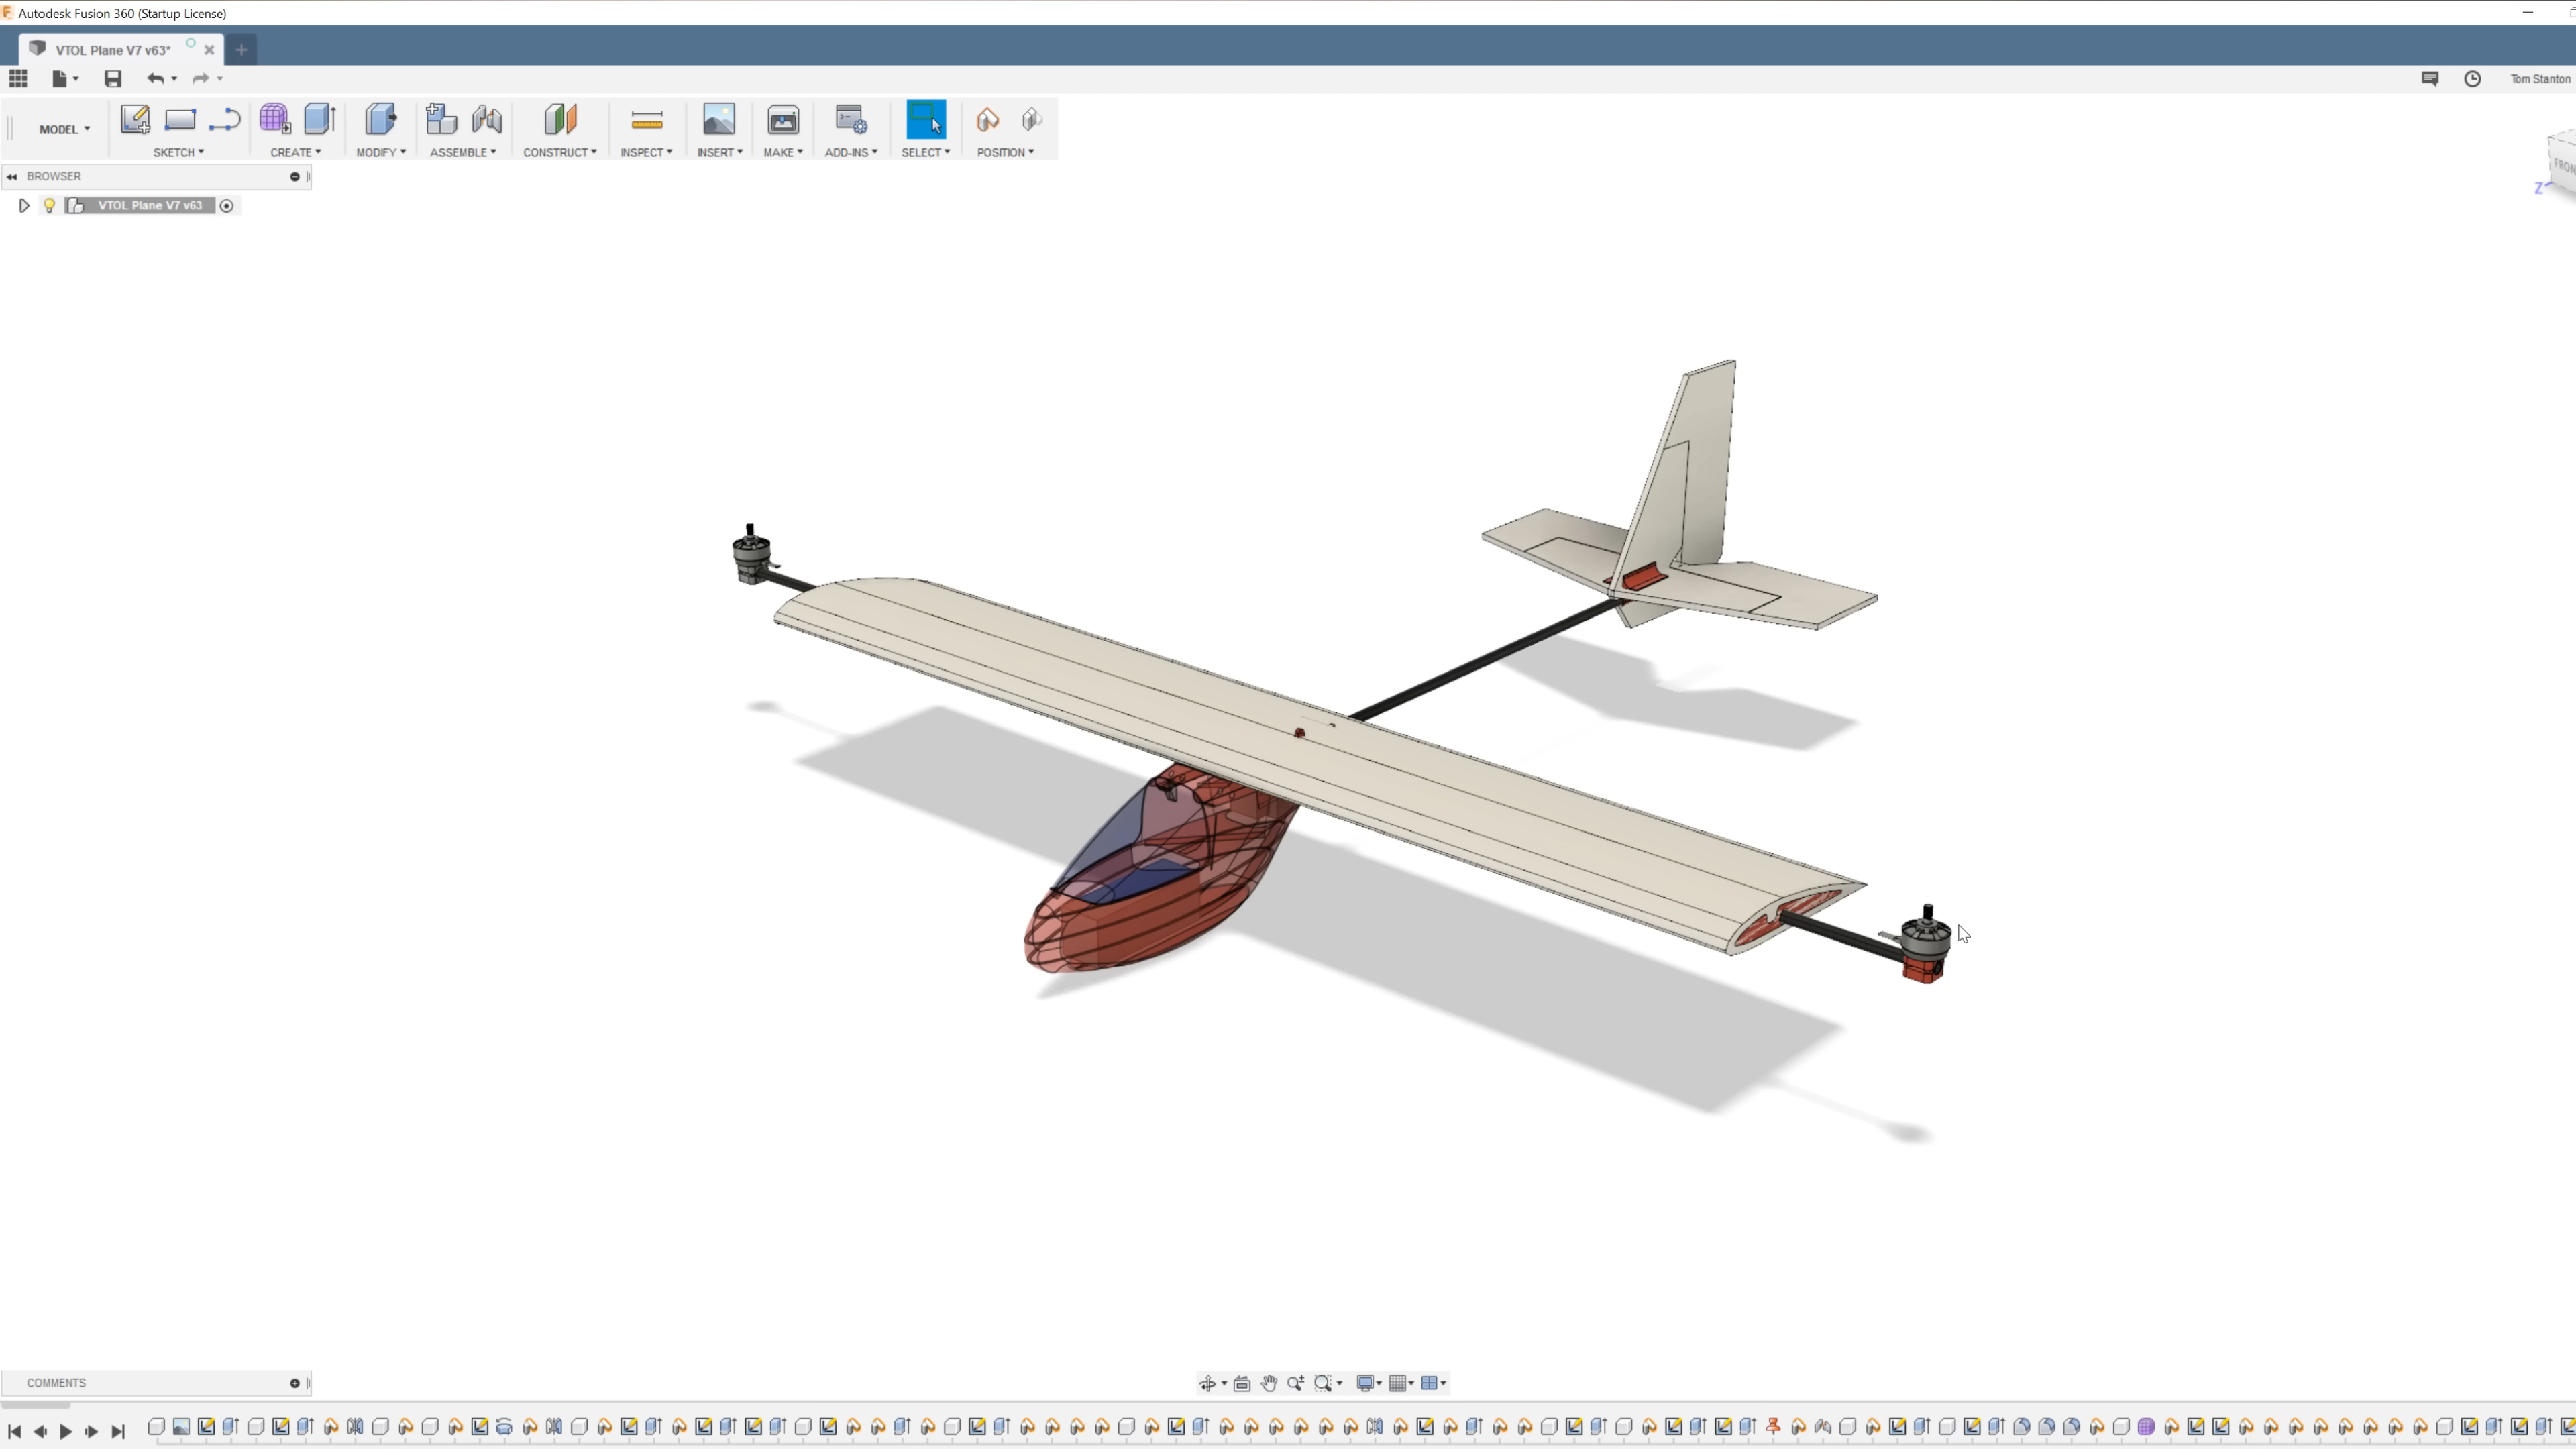 F Autodesk Fusion 360 (Startup License)
VTOL Plane V7 v63*
Tom Stanton
MODEL
SKETCH CREATE MODIFY ASSEMBLE CONSTRUCT INSPECT INSERT MAKE ADD-INS SELECT POSITION
BROWSER
VTOL Plane V7 v63
FRON
Z
COMMENTS